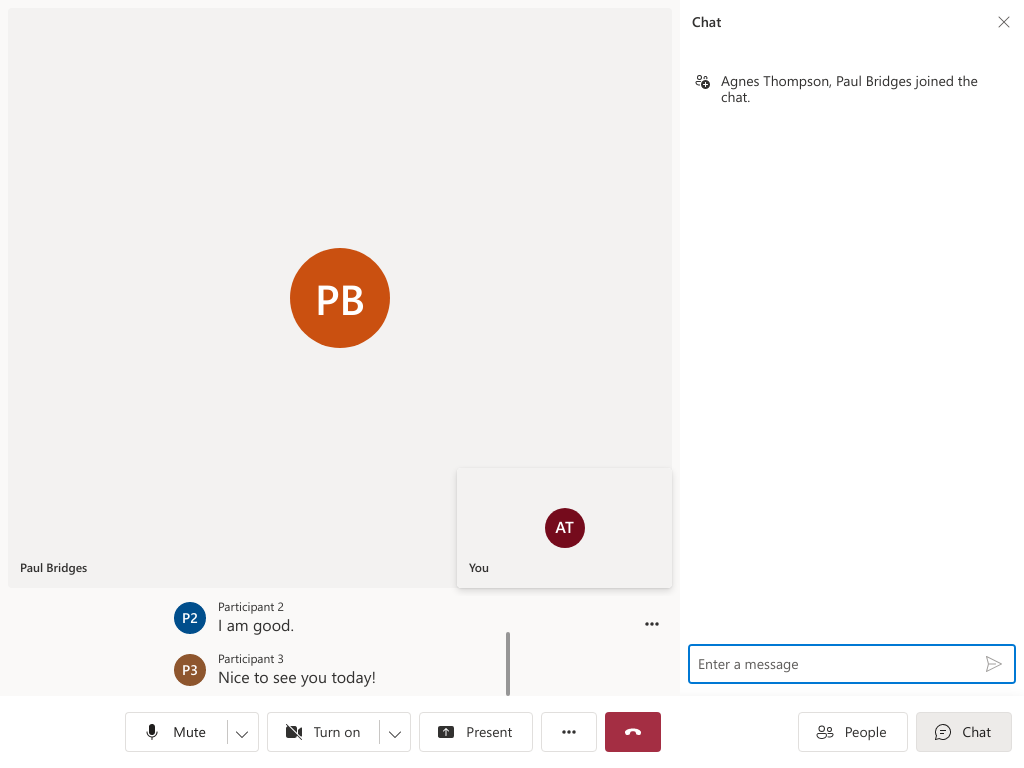 PB
Paul Bridges
AT
You
P2
Participant 2
I am good.
P3
Participant 3
Nice to see you today!
Mute
Turn on
Present
Chat
Agnes Thompson, Paul Bridges joined the
chat.
Enter a message
People
Chat